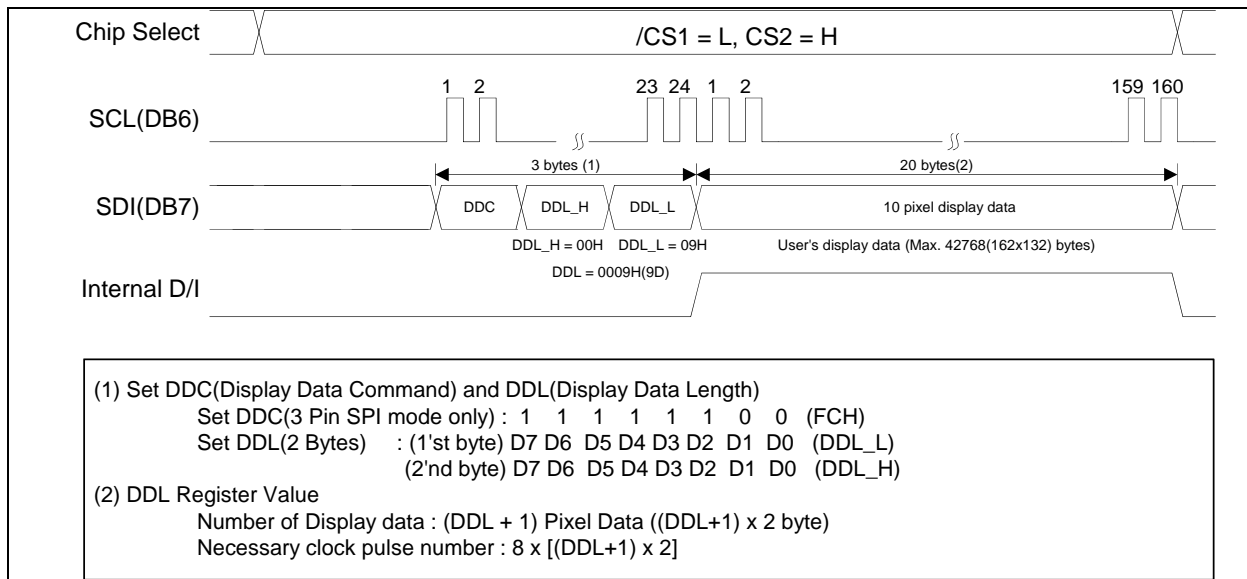 Chip Select /CS1 = L, CS2 = H
1 2 23 24 1 2 159 160
SCL(DB6)
3 bytes (1) 20 bytes(2)
SDI(DB7) DDC DDL_H DDL_L 10 pixel display data
DDL_H = 00H DDL_L = 09H User's display data (Max. 42768(162x132) bytes)
DDL = 0009H(9D)
Internal D/I
(1) Set DDC(Display Data Command) and DDL(Display Data Length)
Set DDC(3 Pin SPI mode only) : 1 1 1 1 1 1 0 0 (FCH)
Set DDL(2 Bytes) : (1'st byte) D7 D6 D5 D4 D3 D2 D1 D0 (DDL_L)
(2'nd byte) D7 D6 D5 D4 D3 D2 D1 D0 (DDL_H)
(2) DDL Register Value
Number of Display data : (DDL + 1) Pixel Data ((DDL+1) x 2 byte)
Necessary clock pulse number : 8 x [(DDL+1) x 2]